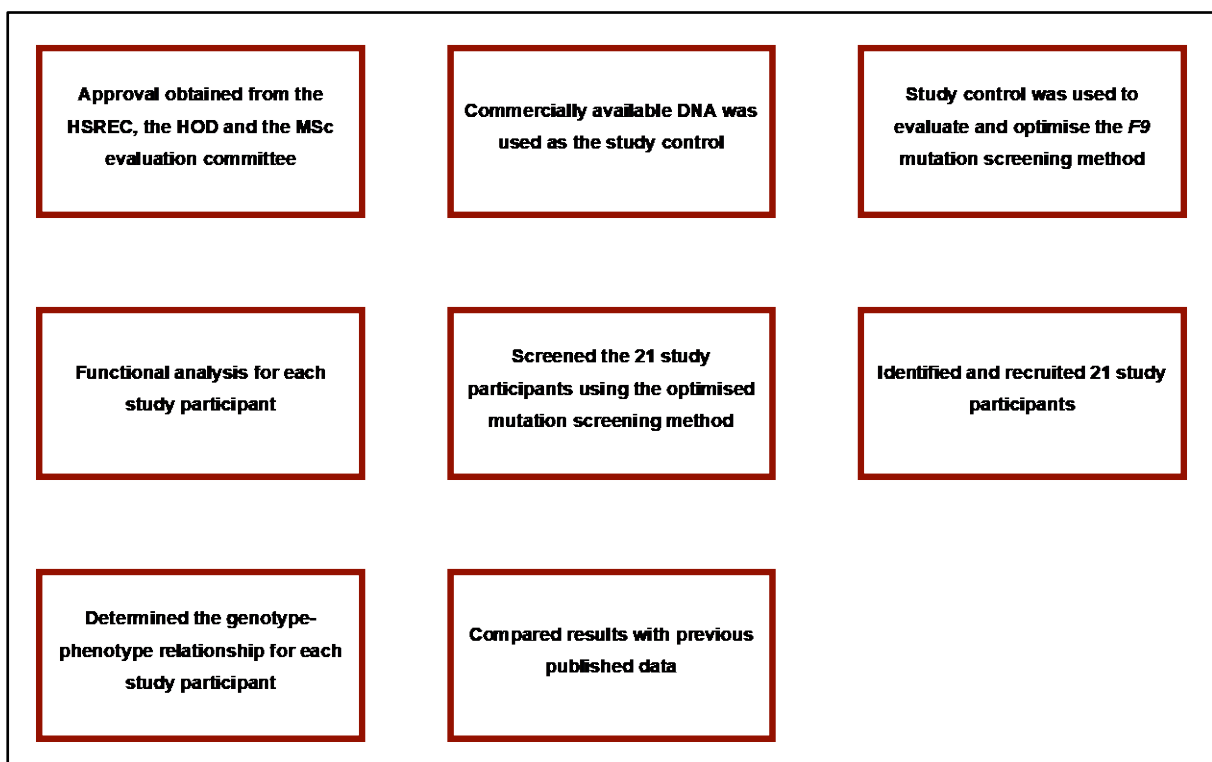 Approval obtained from the
HSREC, the HOD and the MSc
evaluation committee
Commercially available DNA was
used as the study control
Study control was used to
evaluate and optimise the F9
mutation screening method
Functional analysis for each
study participant
Screened the 21 study
participants using the optimised
mutation screening method
Identified and recruited 21 study
participants
Determined the genotype-
phenotype relationship for each
study participant
Compared results with previous
published data